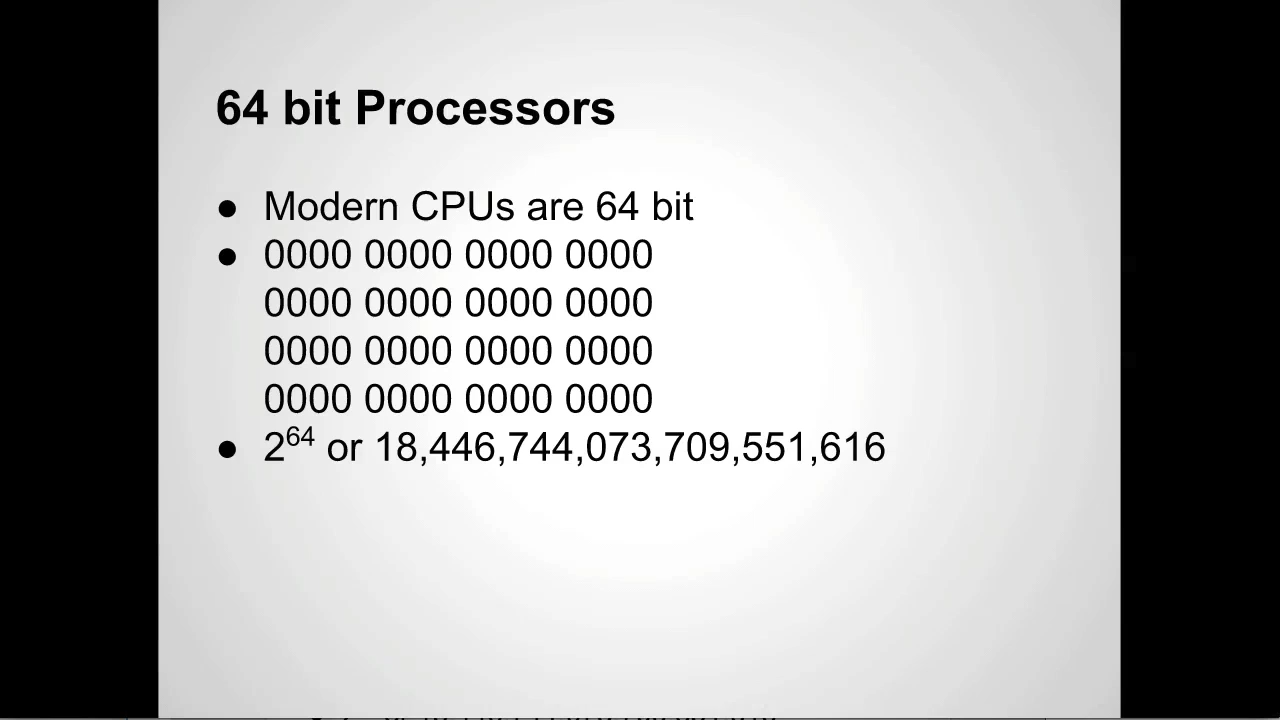 64 bit Processors
● Modern CPUs are 64 bit
● 0000 0000 0000 0000
0000 0000 0000 0000
0000 0000 0000 0000
0000 0000 0000 0000
● 2⁶⁴ or 18,446,744,073,709,551,616